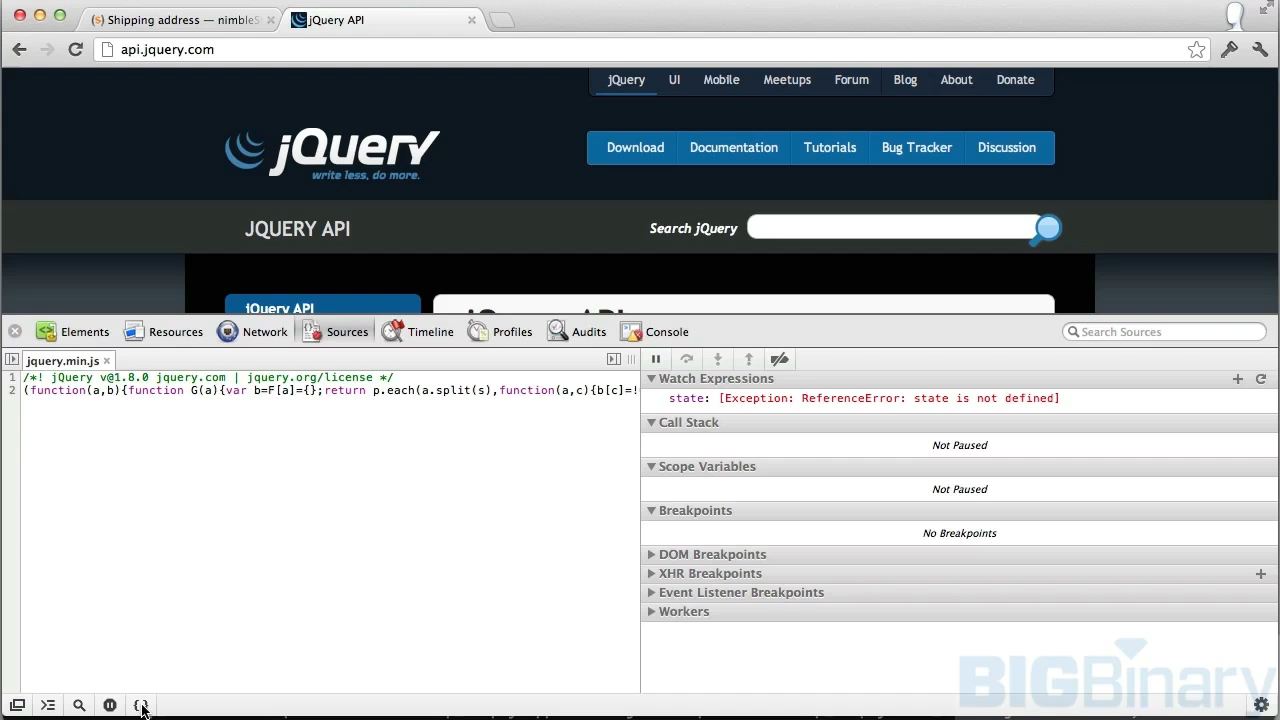 Shipping address — nimbleS
jQuery API
api.jquery.com
jQuery UI Mobile Meetups Forum Blog About Donate
jQuery
write less, do more.
Download Documentation Tutorials Bug Tracker Discussion
JQUERY API
Search jQuery
jQuery API
jQuery API
Elements Resources Network Sources Timeline Profiles Audits Console
Search Sources
jquery.min.js
1 /*! jQuery v@1.8.0 jquery.com | jquery.org/license */
2 (function(a,b){function G(a){var b=F[a]={};return p.each(a.split(s),function(a,c){b[c]=!
Watch Expressions
state: [Exception: ReferenceError: state is not defined]
Call Stack
Not Paused
Scope Variables
Not Paused
Breakpoints
No Breakpoints
DOM Breakpoints
XHR Breakpoints
Event Listener Breakpoints
Workers
BIGBinary